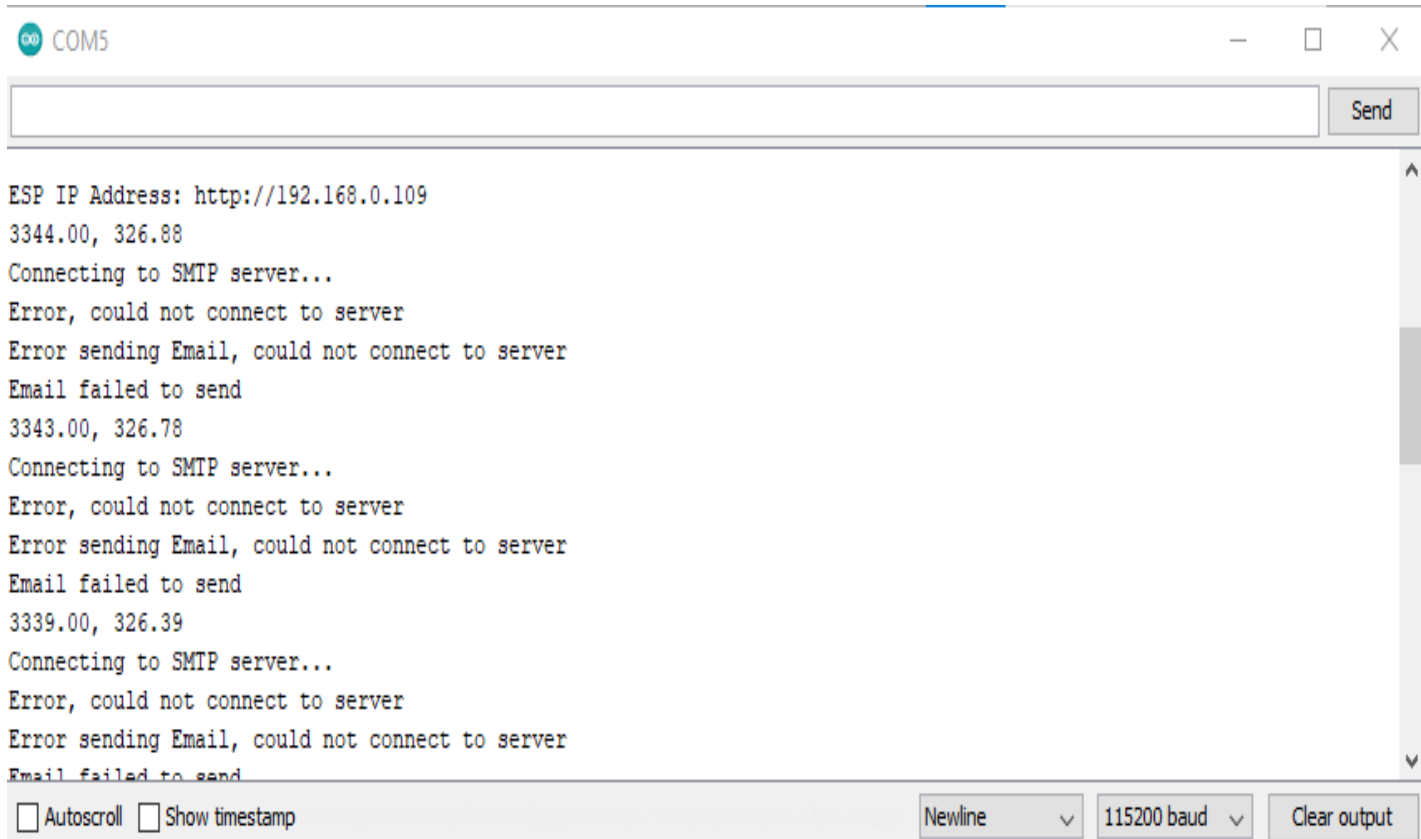 COM5
Send
ESP IP Address: http://192.168.0.109
3344.00, 326.88
Connecting to SMTP server...
Error, could not connect to server
Error sending Email, could not connect to server
Email failed to send
3343.00, 326.78
Connecting to SMTP server...
Error, could not connect to server
Error sending Email, could not connect to server
Email failed to send
3339.00, 326.39
Connecting to SMTP server...
Error, could not connect to server
Error sending Email, could not connect to server
Email failed to send
Autoscroll Show timestamp Newline 115200 baud Clear output